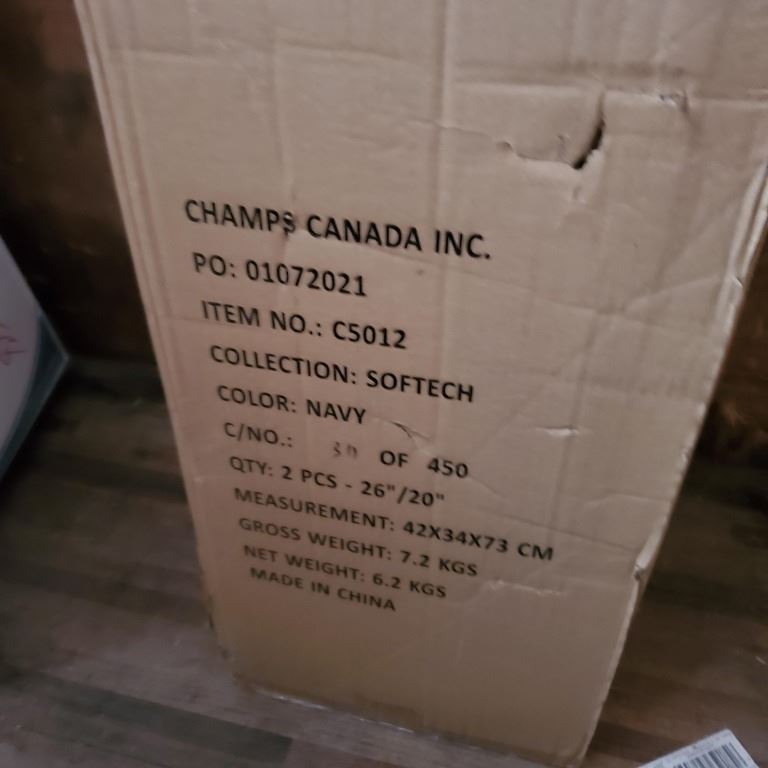 CHAMPS CANADA INC.
PO: 01072021
ITEM NO.: C5012
COLLECTION: SOFTECH
COLOR: NAVY
C/NO.: OF 450
QTY: 2 PCS - 26"/20"
MEASUREMENT: 42X34X73 CM
GROSS WEIGHT: 7.2 KGS
NET WEIGHT: 6.2 KGS
MADE IN CHINA